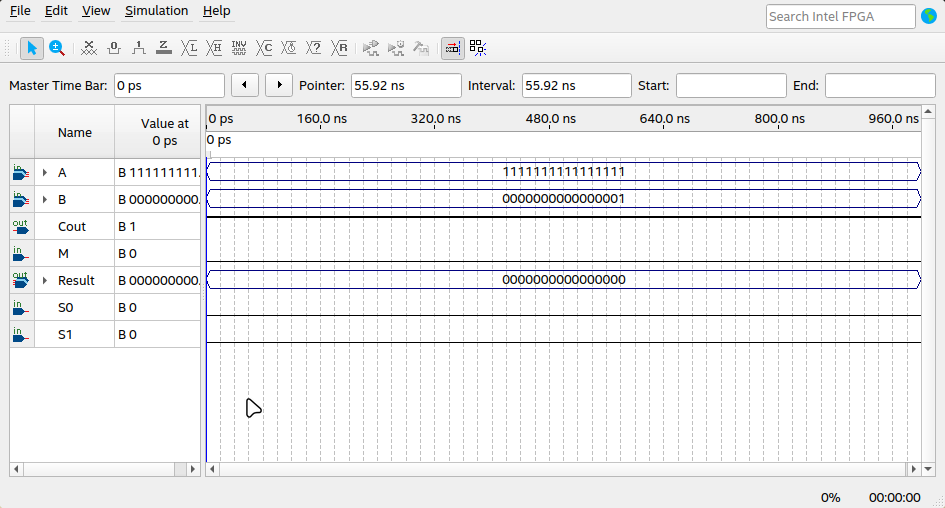 File Edit View Simulation Help
Search Intel FPGA
Master Time Bar: 0 ps Pointer: 55.92 ns Interval: 55.92 ns Start: End:
Name Value at 0 ps
0 ps 160.0 ns 320.0 ns 480.0 ns 640.0 ns 800.0 ns 960.0 ns
0 ps
in A B 111111111. 1111111111111111
in B B 000000000. 0000000000000001
out Cout B 1
in M B 0
out Result B 000000000. 0000000000000000
in S0 B 0
in S1 B 0
0% 00:00:00